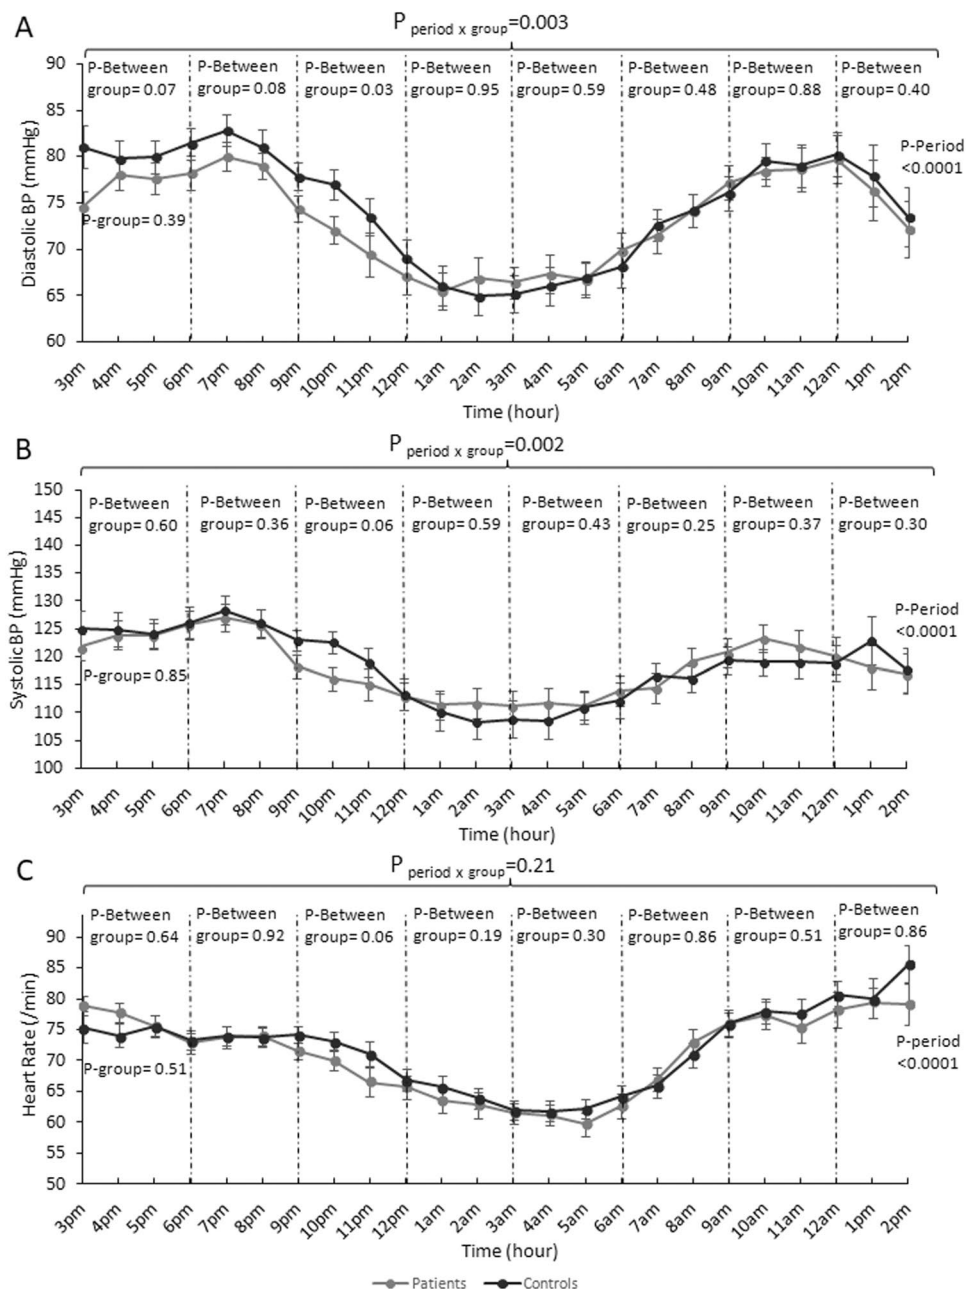 A
P period x group=0.003
90
85
80
75
70
65
60
Diastolic BP (mmHg)
P-Between
group= 0.07
P-Between
group= 0.08
P-Between
group= 0.03
P-Between
group= 0.95
P-Between
group= 0.59
P-Between
group= 0.48
P-Between
group= 0.88
P-Between
group= 0.40
P-Period
<0.0001
P-group= 0.39
3pm 4pm 5pm 6pm 7pm 8pm 9pm 10pm 11pm 12pm 1am 2am 3am 4am 5am 6am 7am 8am 9am 10am 11am 12am 1pm 2pm
Time (hour)
B
P period x group=0.002
150
145
140
135
130
125
120
115
110
105
100
Systolic BP (mmHg)
P-Between
group= 0.60
P-Between
group= 0.36
P-Between
group= 0.06
P-Between
group= 0.59
P-Between
group= 0.43
P-Between
group= 0.25
P-Between
group= 0.37
P-Between
group= 0.30
P-Period
<0.0001
P-group= 0.85
3pm 4pm 5pm 6pm 7pm 8pm 9pm 10pm 11pm 12pm 1am 2am 3am 4am 5am 6am 7am 8am 9am 10am 11am 12am 1pm 2pm
Time (hour)
C
P period x group=0.21
90
85
80
75
70
65
60
55
50
Heart Rate (/min)
P-Between
group= 0.64
P-Between
group= 0.92
P-Between
group= 0.06
P-Between
group= 0.19
P-Between
group= 0.30
P-Between
group= 0.86
P-Between
group= 0.51
P-Between
group= 0.86
P-period
<0.0001
P-group= 0.51
3pm 4pm 5pm 6pm 7pm 8pm 9pm 10pm 11pm 12pm 1am 2am 3am 4am 5am 6am 7am 8am 9am 10am 11am 12am 1pm 2pm
Time (hour)
Patients Controls